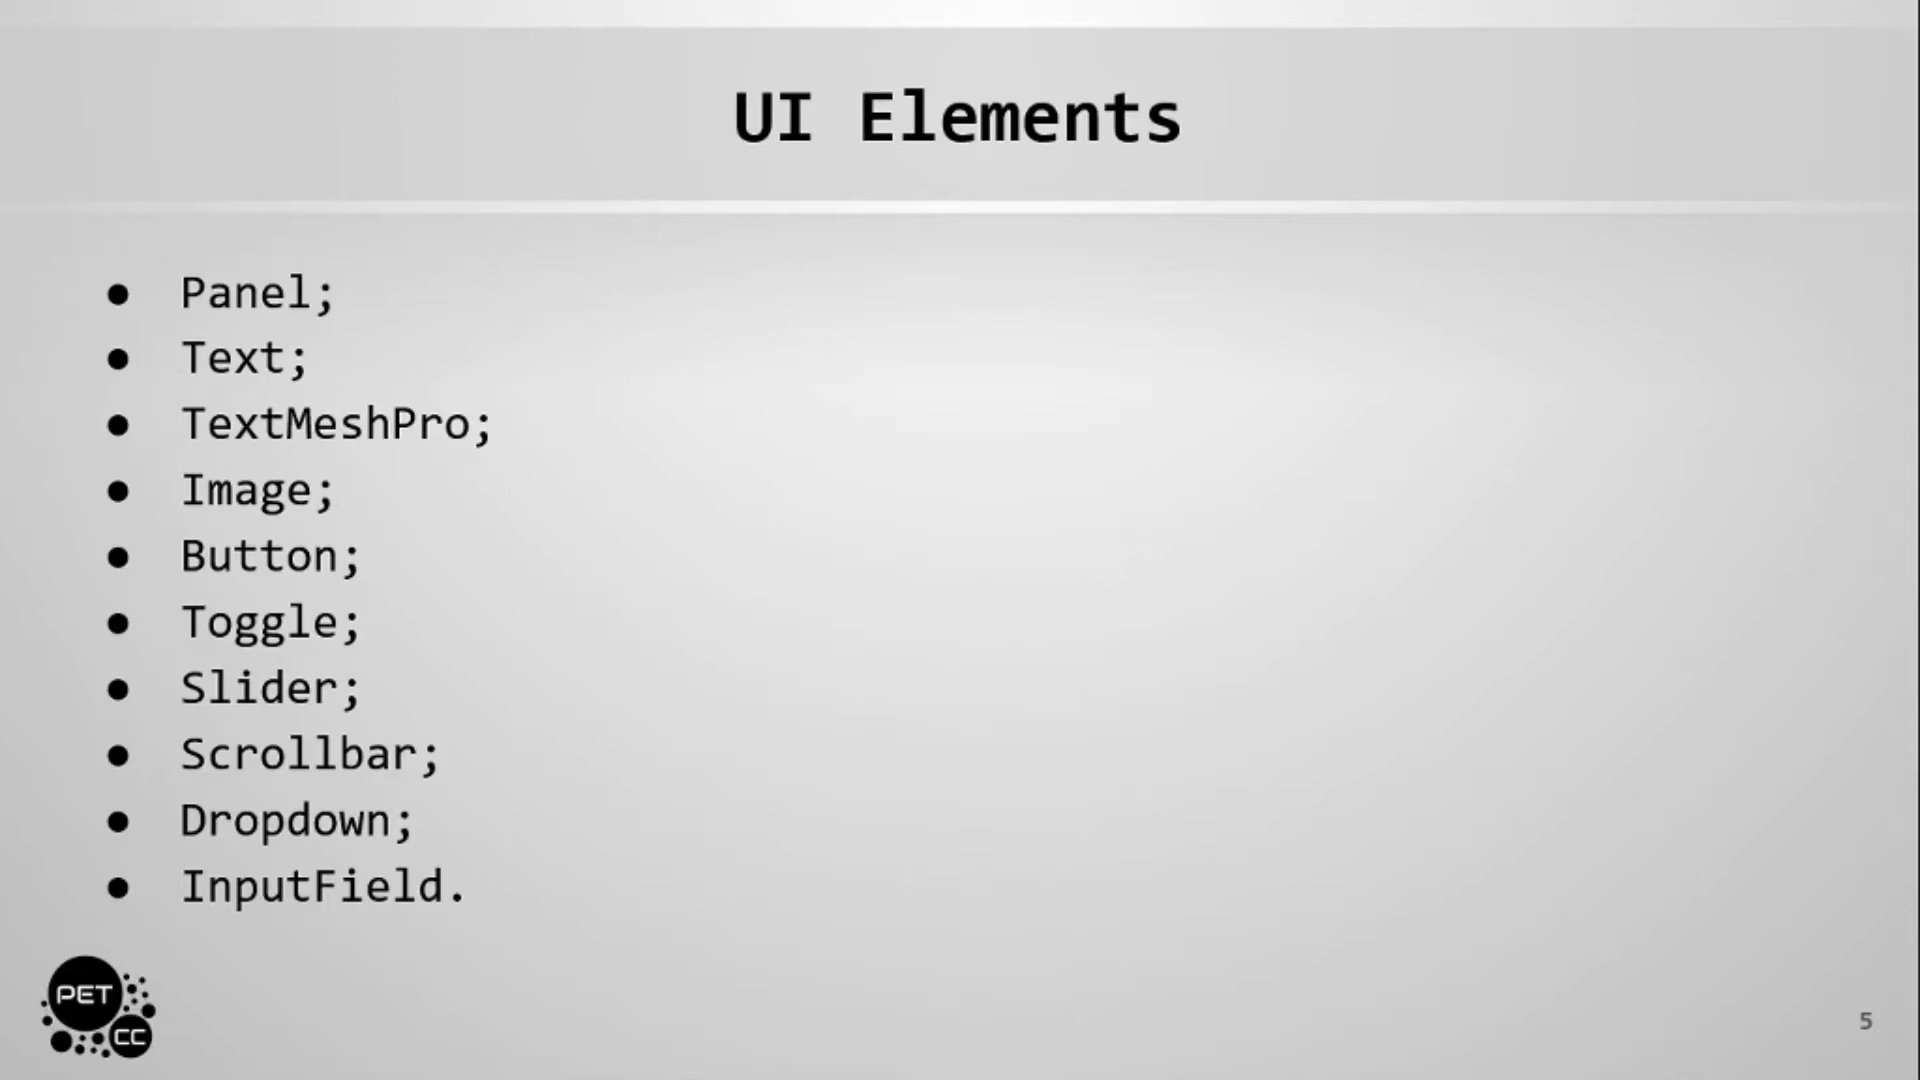 UI Elements
● Panel;
● Text;
● TextMeshPro;
● Image;
● Button;
● Toggle;
● Slider;
● Scrollbar;
● Dropdown;
● InputField.
PET
CC
5